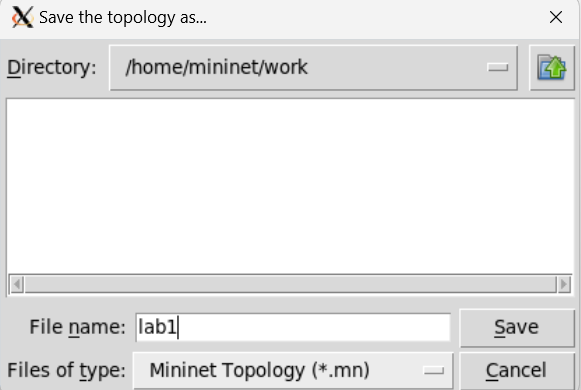 Save the topology as...
Directory: /home/mininet/work
File name: lab1 Save
Files of type: Mininet Topology (*.mn) Cancel